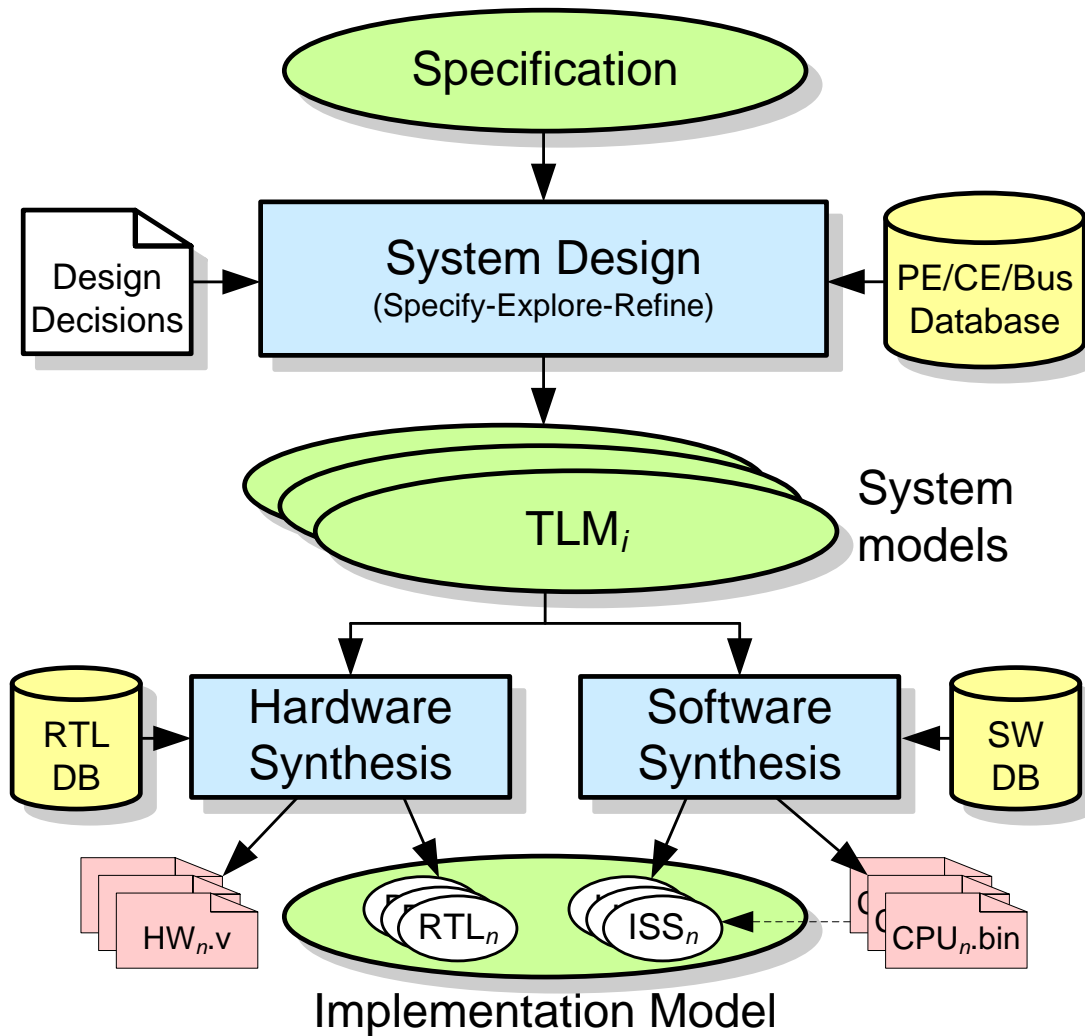 Specification
Design
Decisions
System Design
(Specify-Explore-Refine)
PE/CE/Bus
Database
TLMi
System
models
RTL
DB
Hardware
Synthesis
Software
Synthesis
SW
DB
HWn.v
RTLn
ISSn
CPUn.bin
Implementation Model